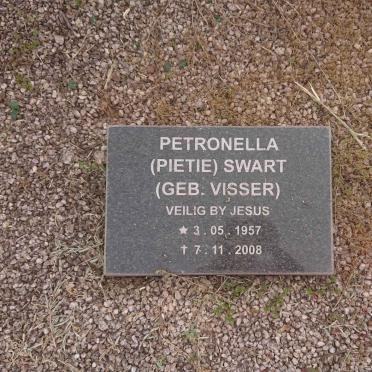 PETRONELLA
(PIETIE) SWART
(GEB. VISSER)
VEILIG BY JESUS
★ 3 . 05 . 1957
✝ 7 . 11 . 2008